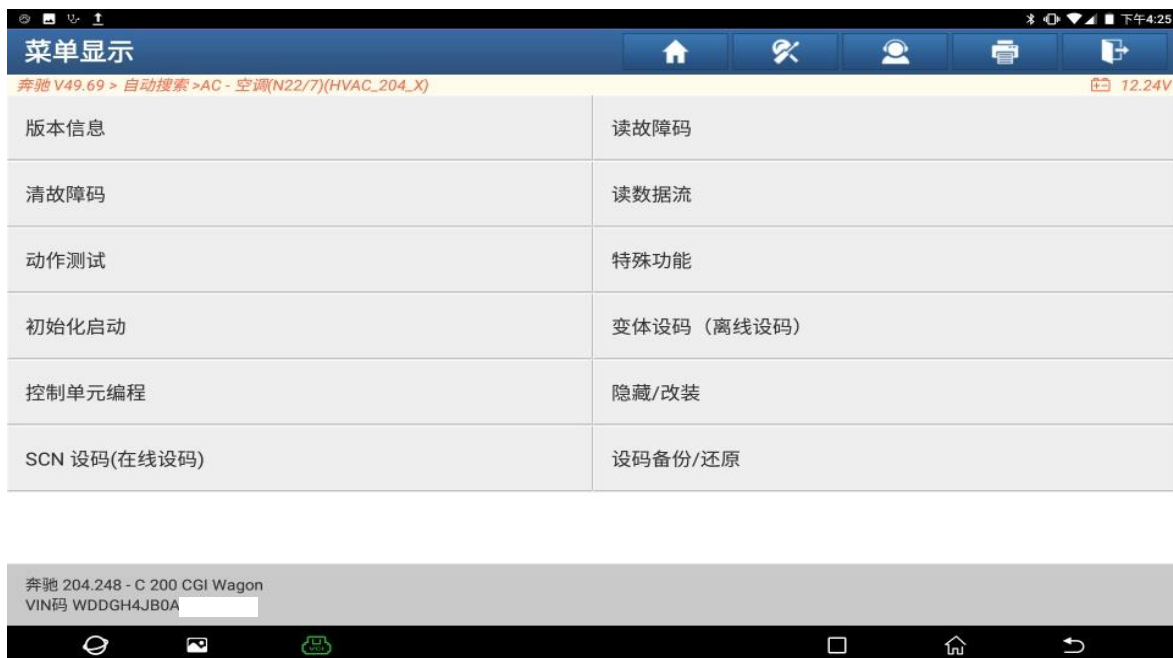 下午4:25
菜单显示
奔驰 V49.69 > 自动搜索 >AC - 空调(N22/7)(HVAC_204_X)
12.24V
版本信息
读故障码
清故障码
读数据流
动作测试
特殊功能
初始化启动
变体设码（离线设码）
控制单元编程
隐藏/改装
SCN 设码(在线设码)
设码备份/还原
奔驰 204.248 - C 200 CGI Wagon
VIN码 WDDGH4JB0A
VCI